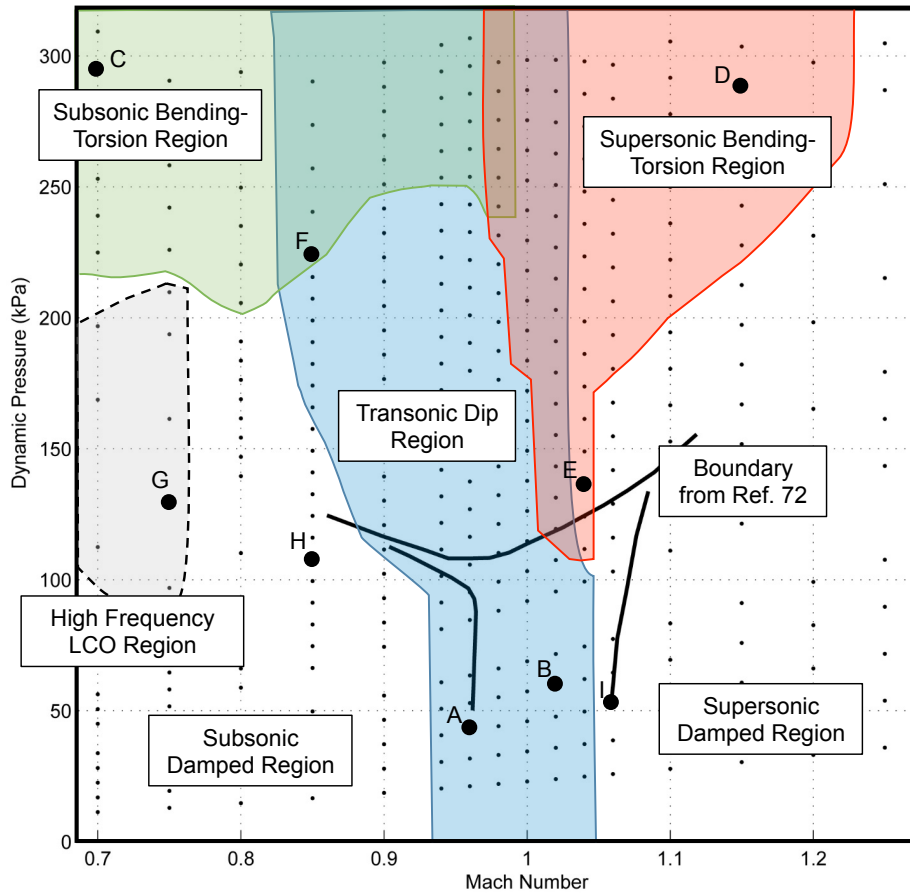 300
250
200
150
100
50
0
Dynamic Pressure (kPa)
C
D
Subsonic Bending-
Torsion Region
Supersonic Bending-
Torsion Region
F
Transonic Dip
Region
E
Boundary
from Ref. 72
G
H
High Frequency
LCO Region
B
I
A
Subsonic
Damped Region
Supersonic
Damped Region
0.7
0.8
0.9
1
1.1
1.2
Mach Number